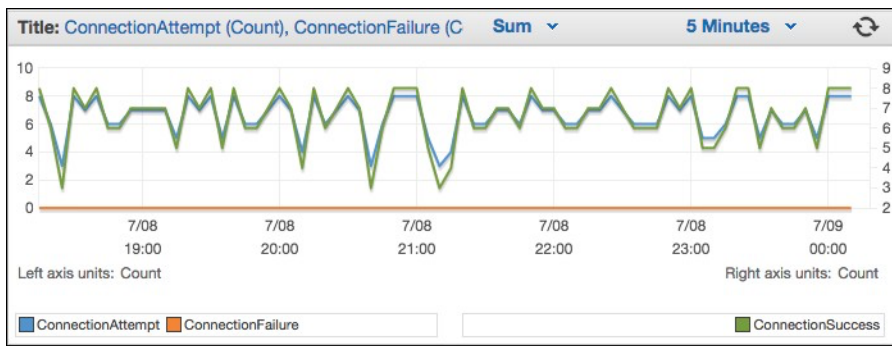 Title: ConnectionAttempt (Count), ConnectionFailure (C Sum 5 Minutes
10 9
8 8
7
6 6
5
4 4
2 3
0 2
7/08 7/08 7/08 7/08 7/08 7/09
19:00 20:00 21:00 22:00 23:00 00:00
Left axis units: Count Right axis units: Count
ConnectionAttempt ConnectionFailure ConnectionSuccess